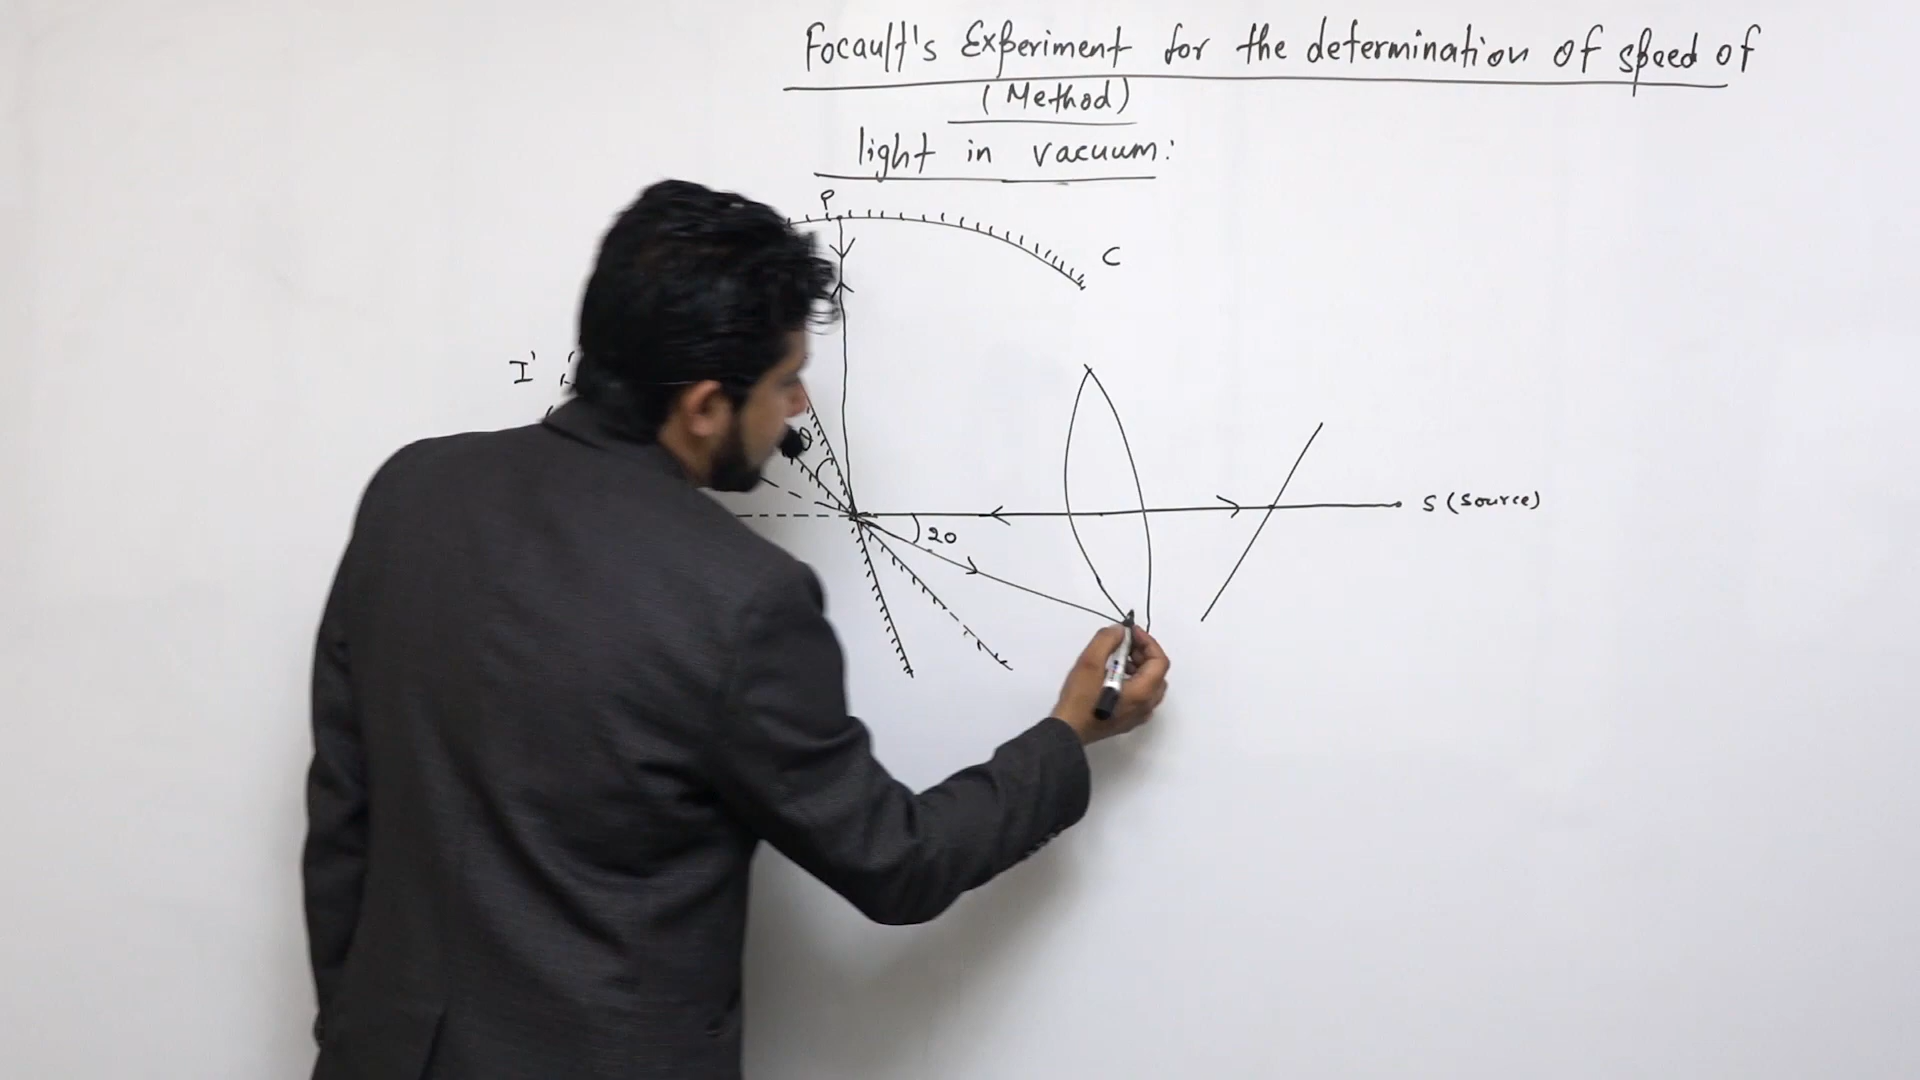 Focault's Experiment for the determination of speed of
(Method)
light in vacuum:
P
C
I'
θ
S (Source)
2θ